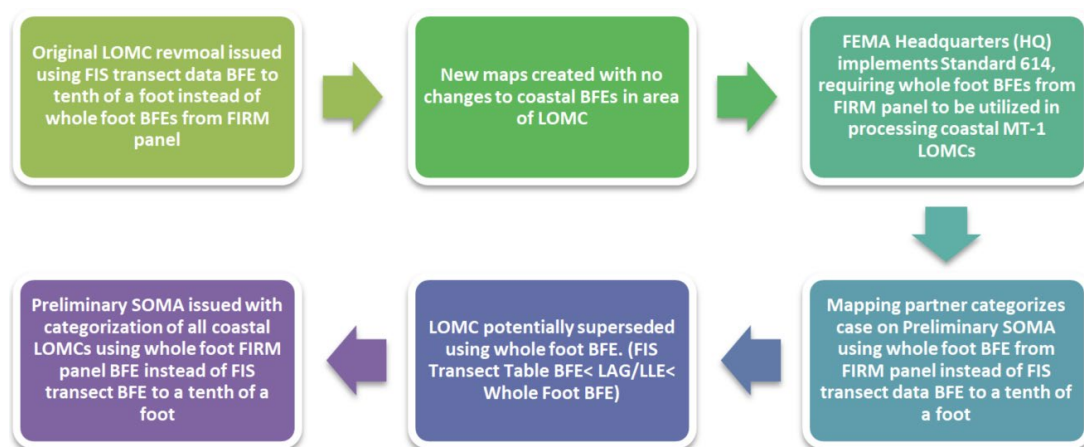 Original LOMC revmoal issued
using FIS transect data BFE to
tenth of a foot instead of
whole foot BFEs from FIRM
panel
New maps created with no
changes to coastal BFEs in area
of LOMC
FEMA Headquarters (HQ)
implements Standard 614,
requiring whole foot BFEs from
FIRM panel to be utilized in
processing coastal MT-1
LOMCs
Mapping partner categorizes
case on Preliminary SOMA
using whole foot BFE from
FIRM panel instead of FIS
transect data BFE to a tenth of
a foot
LOMC potentially superseded
using whole foot BFE. (FIS
Transect Table BFE< LAG/LLE<
Whole Foot BFE)
Preliminary SOMA issued with
categorization of all coastal
LOMCs using whole foot FIRM
panel BFE instead of FIS
transect BFE to a tenth of a
foot